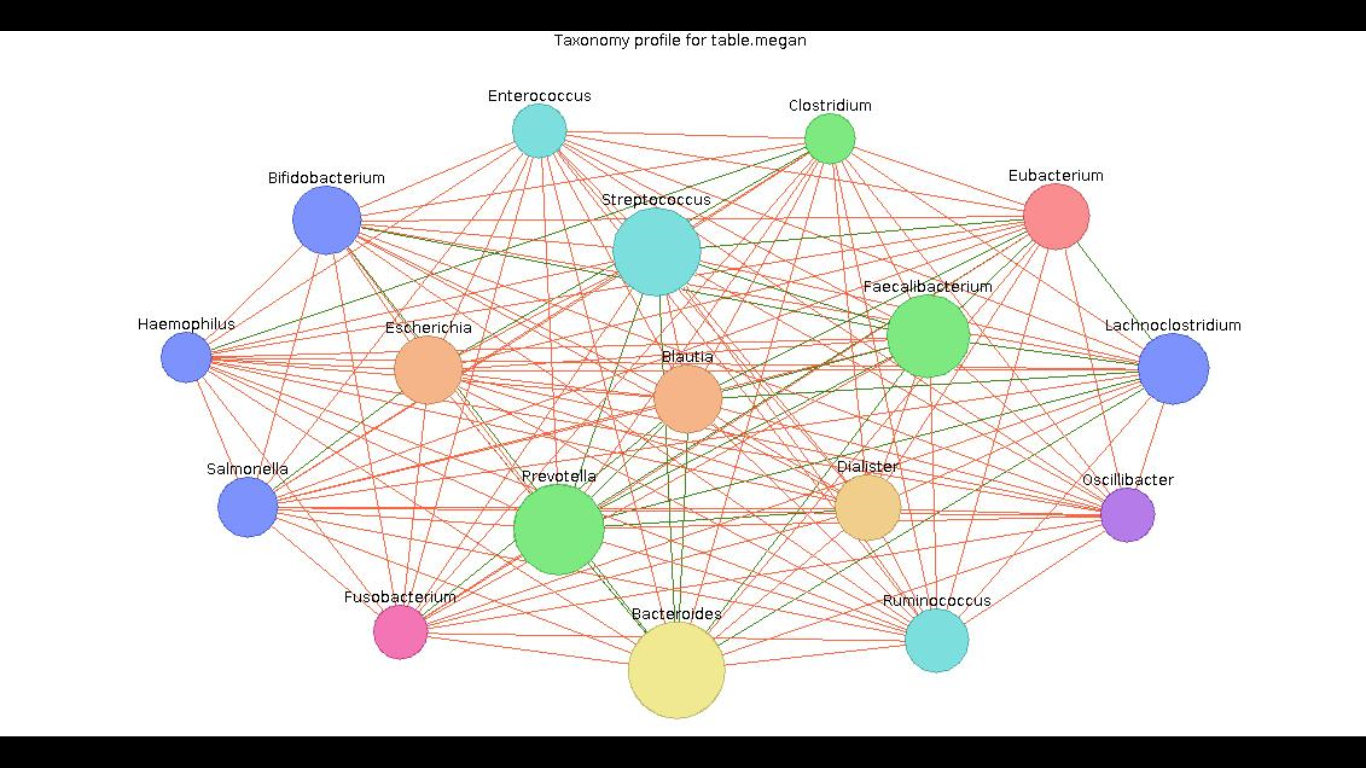 Taxonomy profile for table.megan
Enterococcus
Clostridium
Bifidobacterium
Eubacterium
Streptococcus
Faecalibacterium
Haemophilus
Escherichia
Lachnoclostridium
Blautia
Salmonella
Prevotella
Dialister
Oscillibacter
Fusobacterium
Bacteroides
Ruminococcus